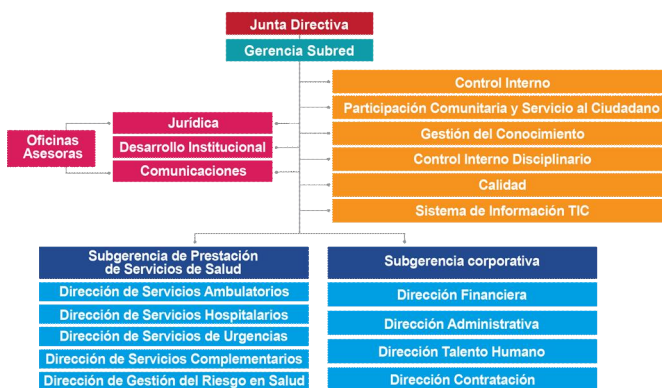 Junta Directiva
Gerencia Subred
Control Interno
Participación Comunitaria y Servicio al Ciudadano
Gestión del Conocimiento
Control Interno Disciplinario
Calidad
Sistema de Información TIC
Oficinas
Asesoras
Jurídica
Desarrollo Institucional
Comunicaciones
Subgerencia de Prestación
de Servicios de Salud
Dirección de Servicios Ambulatorios
Dirección de Servicios Hospitalarios
Dirección de Servicios de Urgencias
Dirección de Servicios Complementarios
Dirección de Gestión del Riesgo en Salud
Subgerencia corporativa
Dirección Financiera
Dirección Administrativa
Dirección Talento Humano
Dirección Contratación